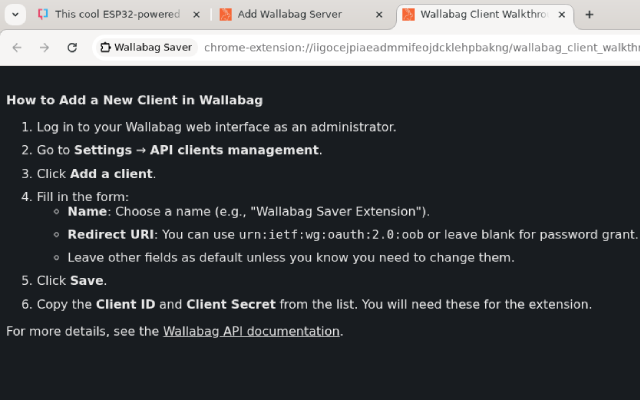 This cool ESP32-powered
Add Wallabag Server
Wallabag Client Walkthro
Wallabag Saver
chrome-extension://iigocejpiaeadmmifeojdcklehpbakng/wallabag_client_walkthr
How to Add a New Client in Wallabag
1. Log in to your Wallabag web interface as an administrator.
2. Go to Settings → API clients management.
3. Click Add a client.
4. Fill in the form:
◦ Name: Choose a name (e.g., "Wallabag Saver Extension").
◦ Redirect URI: You can use urn:ietf:wg:oauth:2.0:oob or leave blank for password grant.
◦ Leave other fields as default unless you know you need to change them.
5. Click Save.
6. Copy the Client ID and Client Secret from the list. You will need these for the extension.
For more details, see the Wallabag API documentation.